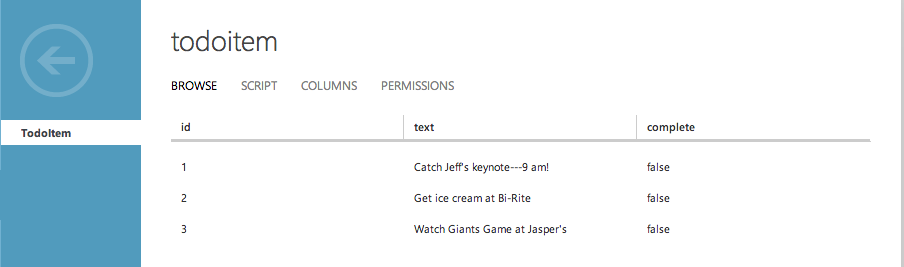 todoitem
BROWSE SCRIPT COLUMNS PERMISSIONS
TodoItem
id text complete
1 Catch Jeff's keynote---9 am! false
2 Get ice cream at Bi-Rite false
3 Watch Giants Game at Jasper's false